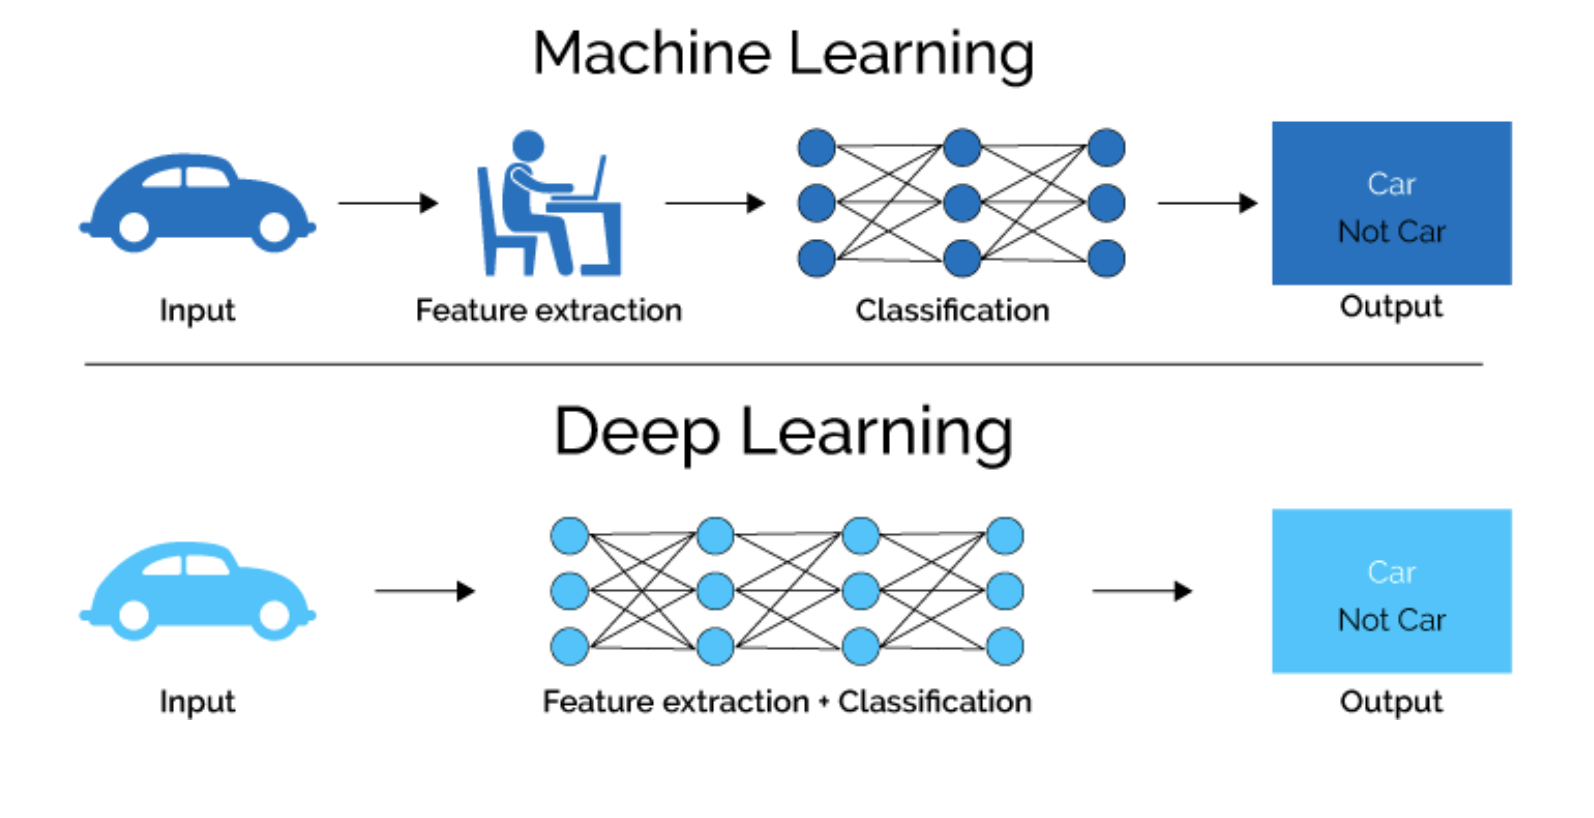 Machine Learning
Car
Not Car
Input
Feature extraction
Classification
Output
Deep Learning
Car
Not Car
Input
Feature extraction + Classification
Output